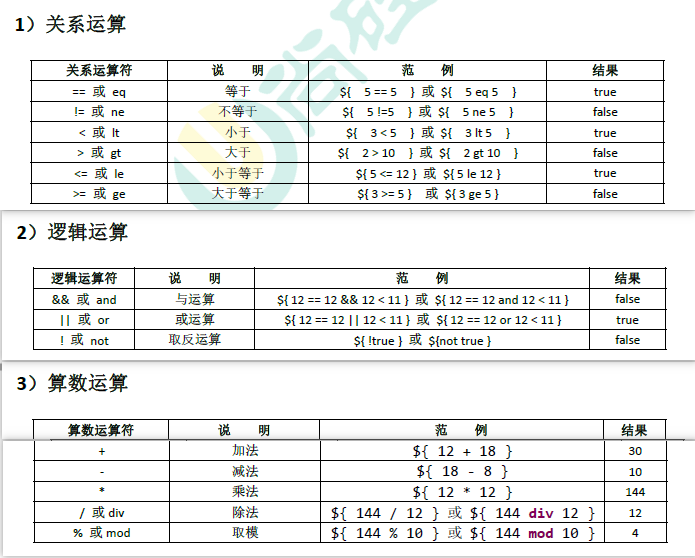 1）关系运算
关系运算符 说 明 范 例 结果
== 或 eq 等于 ${ 5 == 5 } 或 ${ 5 eq 5 } true
!= 或 ne 不等于 ${ 5 !=5 } 或 ${ 5 ne 5 } false
< 或 lt 小于 ${ 3 < 5 } 或 ${ 3 lt 5 } true
> 或 gt 大于 ${ 2 > 10 } 或 ${ 2 gt 10 } false
<= 或 le 小于等于 ${ 5 <= 12 } 或 ${ 5 le 12 } true
>= 或 ge 大于等于 ${ 3 >= 5 } 或 ${ 3 ge 5 } false
2）逻辑运算
逻辑运算符 说 明 范 例 结果
&& 或 and 与运算 ${ 12 == 12 && 12 < 11 } 或 ${ 12 == 12 and 12 < 11 } false
|| 或 or 或运算 ${ 12 == 12 || 12 < 11 } 或 ${ 12 == 12 or 12 < 11 } true
! 或 not 取反运算 ${ !true } 或 ${not true } false
3）算数运算
算数运算符 说 明 范 例 结果
+ 加法 ${ 12 + 18 } 30
- 减法 ${ 18 - 8 } 10
* 乘法 ${ 12 * 12 } 144
/ 或 div 除法 ${ 144 / 12 } 或 ${ 144 div 12 } 12
% 或 mod 取模 ${ 144 % 10 } 或 ${ 144 mod 10 } 4